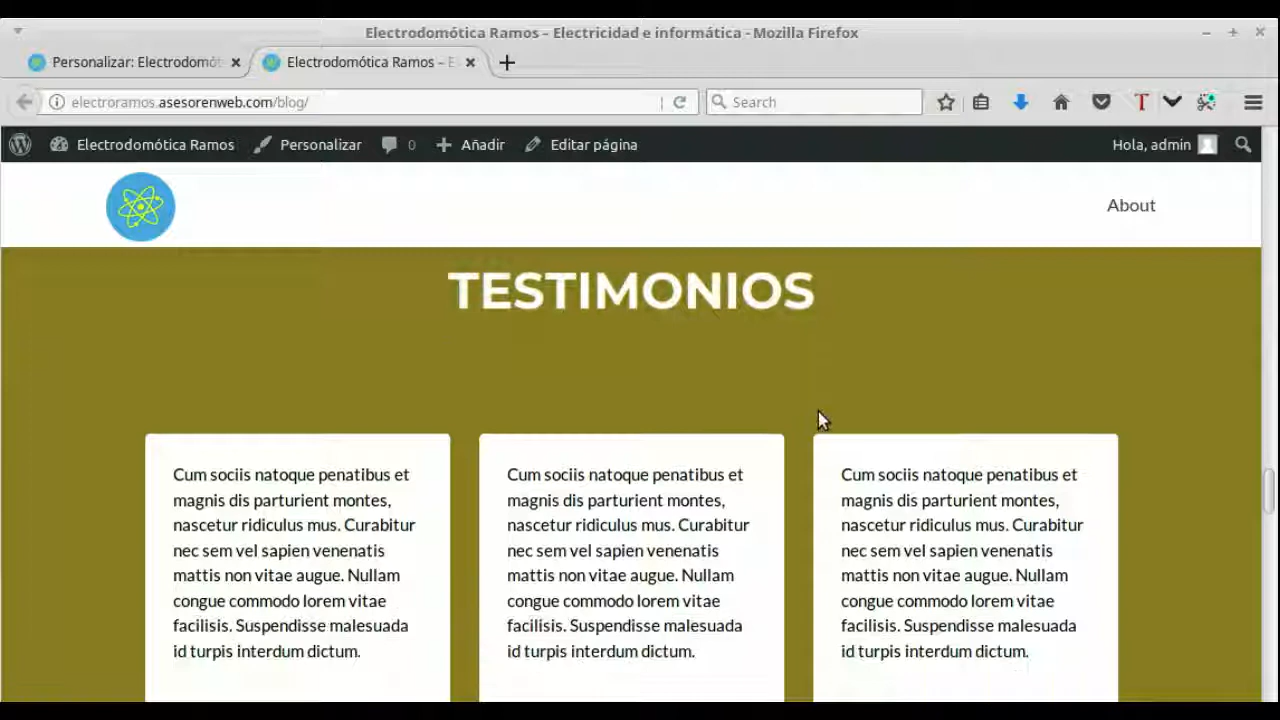 Electrodomótica Ramos – Electricidad e informática - Mozilla Firefox
Personalizar: Electrodomót
Electrodomótica Ramos – E
electroramos.asesorenweb.com/blog/
Search
Electrodomótica Ramos
Personalizar
0
Añadir
Editar página
Hola, admin
About
TESTIMONIOS
Cum sociis natoque penatibus et
magnis dis parturient montes,
nascetur ridiculus mus. Curabitur
nec sem vel sapien venenatis
mattis non vitae augue. Nullam
congue commodo lorem vitae
facilisis. Suspendisse malesuada
id turpis interdum dictum.
Cum sociis natoque penatibus et
magnis dis parturient montes,
nascetur ridiculus mus. Curabitur
nec sem vel sapien venenatis
mattis non vitae augue. Nullam
congue commodo lorem vitae
facilisis. Suspendisse malesuada
id turpis interdum dictum.
Cum sociis natoque penatibus et
magnis dis parturient montes,
nascetur ridiculus mus. Curabitur
nec sem vel sapien venenatis
mattis non vitae augue. Nullam
congue commodo lorem vitae
facilisis. Suspendisse malesuada
id turpis interdum dictum.